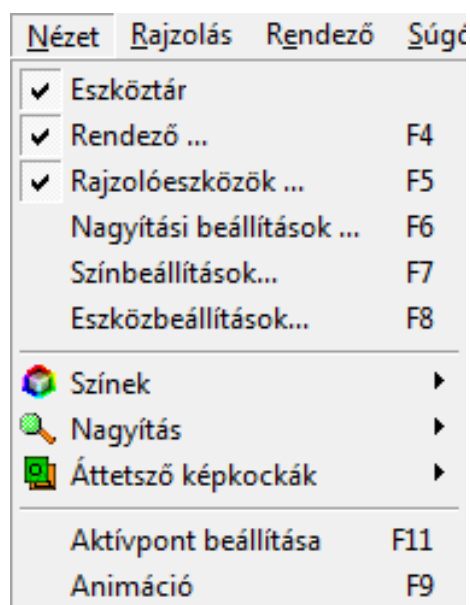 Nézet Rajzolás Rendező Súgó
Eszköztár
Rendező ... F4
Rajzolóeszközök ... F5
Nagyítási beállítások ... F6
Színbeállítások... F7
Eszközbeállítások... F8
Színek
Nagyítás
Áttetsző képkockák
Aktívpont beállítása F11
Animáció F9